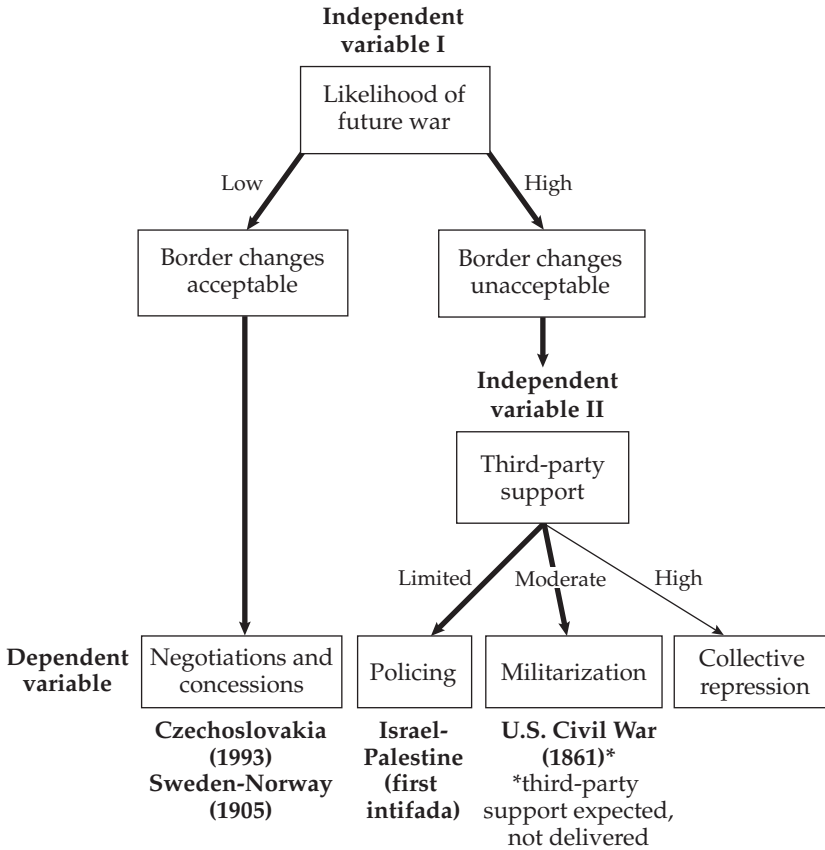 Independent
variable I
Likelihood of
future war
Low
High
Border changes
acceptable
Border changes
unacceptable
Independent
variable II
Third-party
support
Limited
Moderate
High
Dependent
variable
Negotiations and
concessions
Policing
Militarization
Collective
repression
Czechoslovakia
(1993)
Sweden-Norway
(1905)
Israel-
Palestine
(first
intifada)
U.S. Civil War
(1861)*
*third-party
support expected,
not delivered